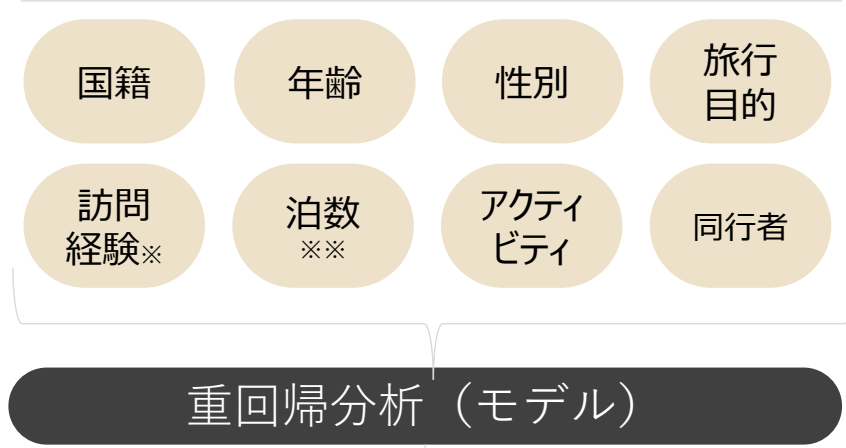 国籍
年齢
性別
旅行
目的
訪問
経験※
泊数
※※
アクティ
ビティ
同行者
重回帰分析（モデル）